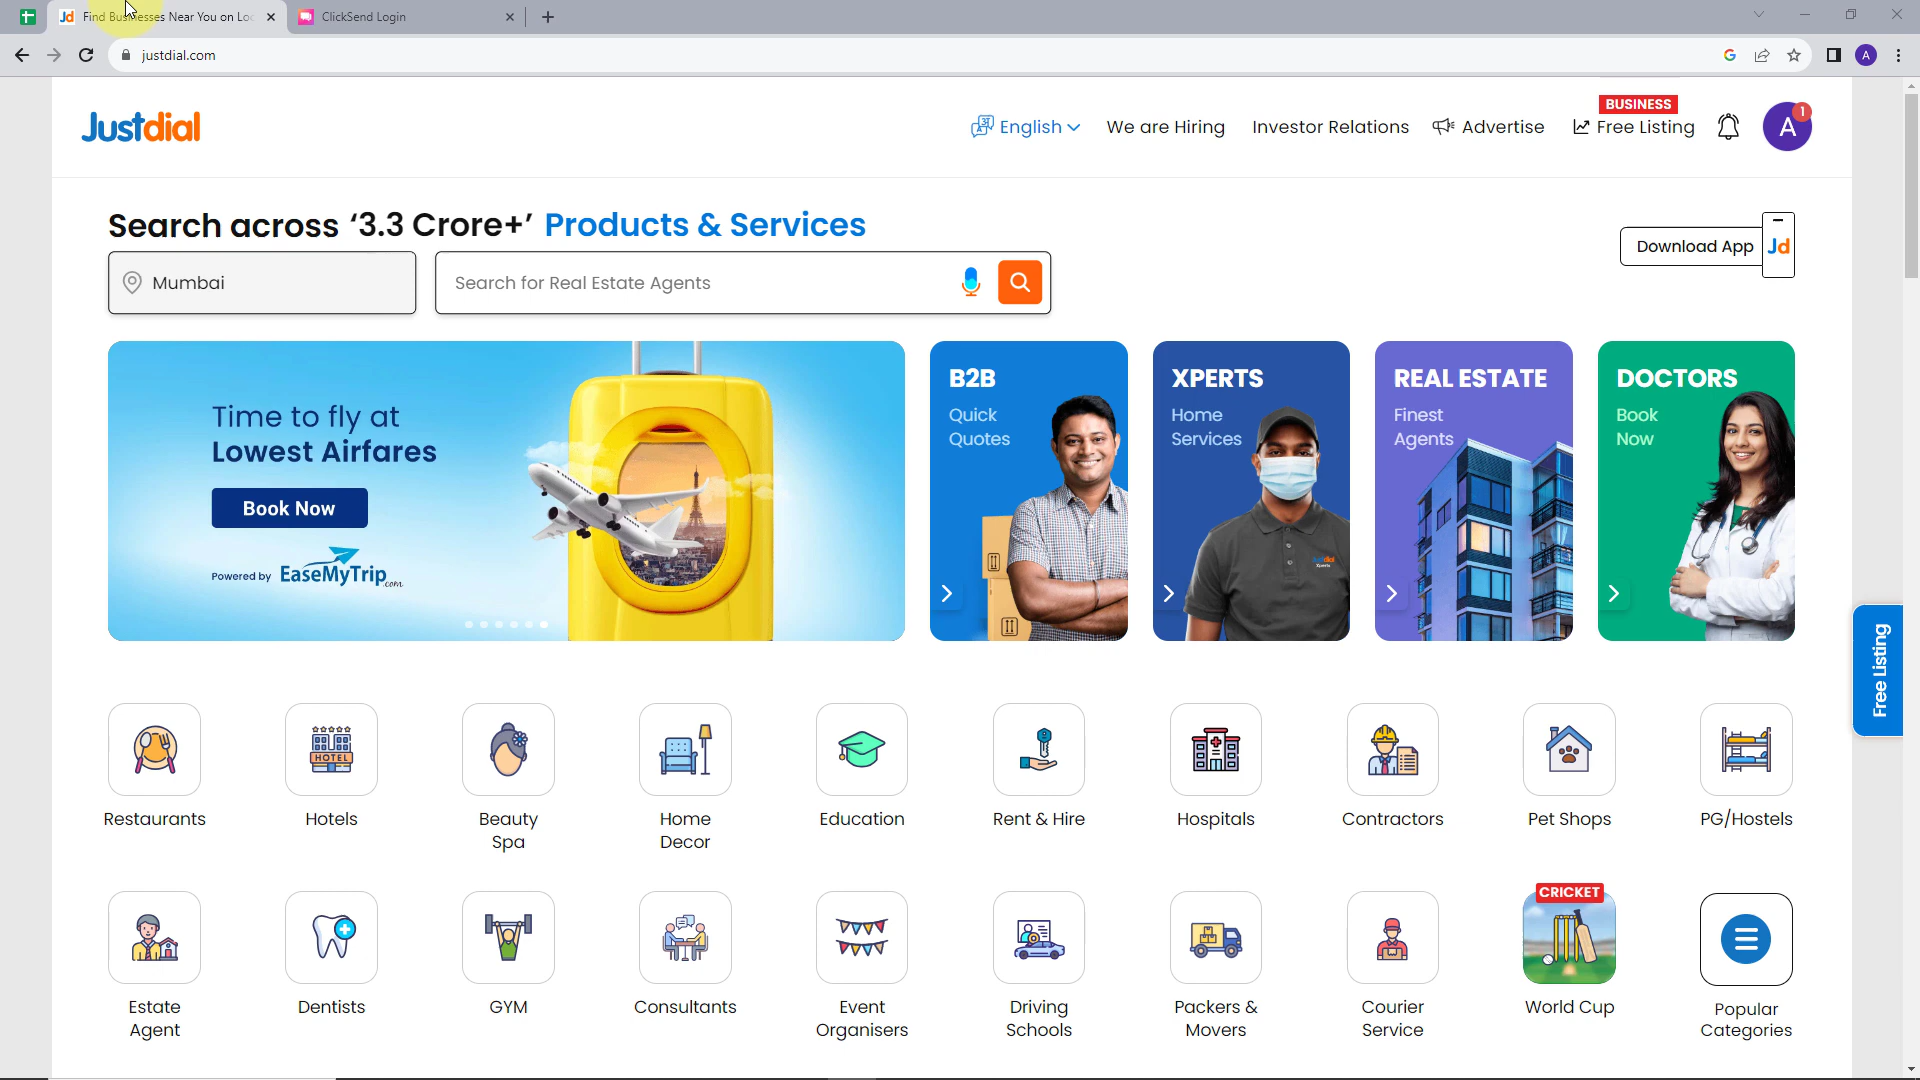 Find Businesses Near You on Loc
ClickSend Login
justdial.com
A
Justdial
English
We are Hiring
Investor Relations
Advertise
BUSINESS
Free Listing
A
1
Search across ‘3.3 Crore+’ Products & Services
Mumbai
Search for Real Estate Agents
Download App
Jd
Time to fly at
Lowest Airfares
Book Now
Powered by EaseMyTrip.com
B2B
Quick
Quotes
XPERTS
Home
Services
justdial
Xperts
REAL ESTATE
Finest
Agents
DOCTORS
Book
Now
Free Listing
HOTEL
Restaurants
Hotels
Beauty
Spa
Home
Decor
Education
Rent & Hire
Hospitals
Contractors
Pet Shops
PG/Hostels
CRICKET
Estate
Agent
Dentists
GYM
Consultants
Event
Organisers
Driving
Schools
Packers &
Movers
Courier
Service
World Cup
Popular
Categories